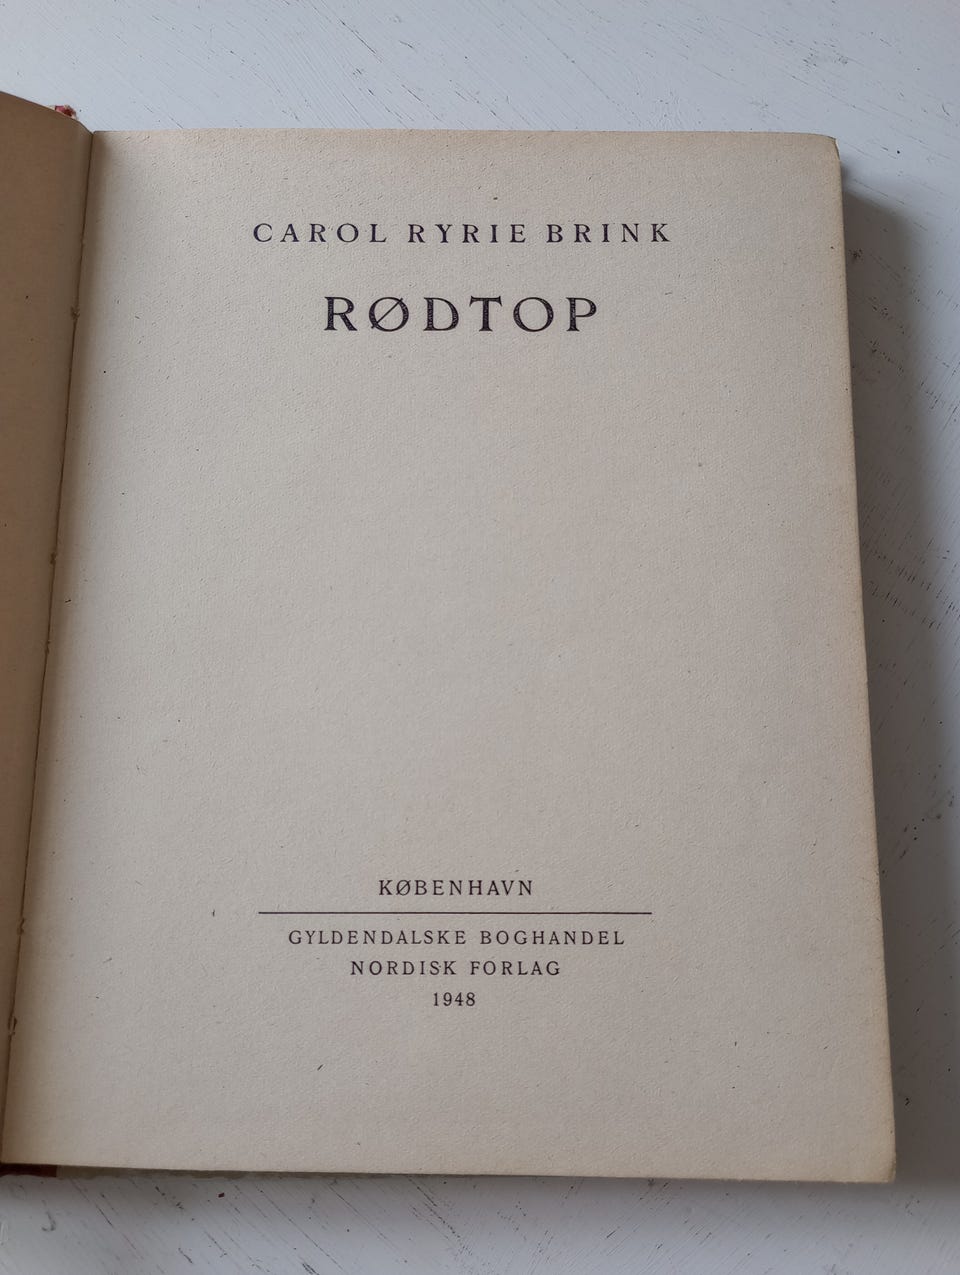 CAROL RYRIE BRINK
RØDTOP
KØBENHAVN
GYLDENDALSKE BOGHANDEL
NORDISK FORLAG
1948